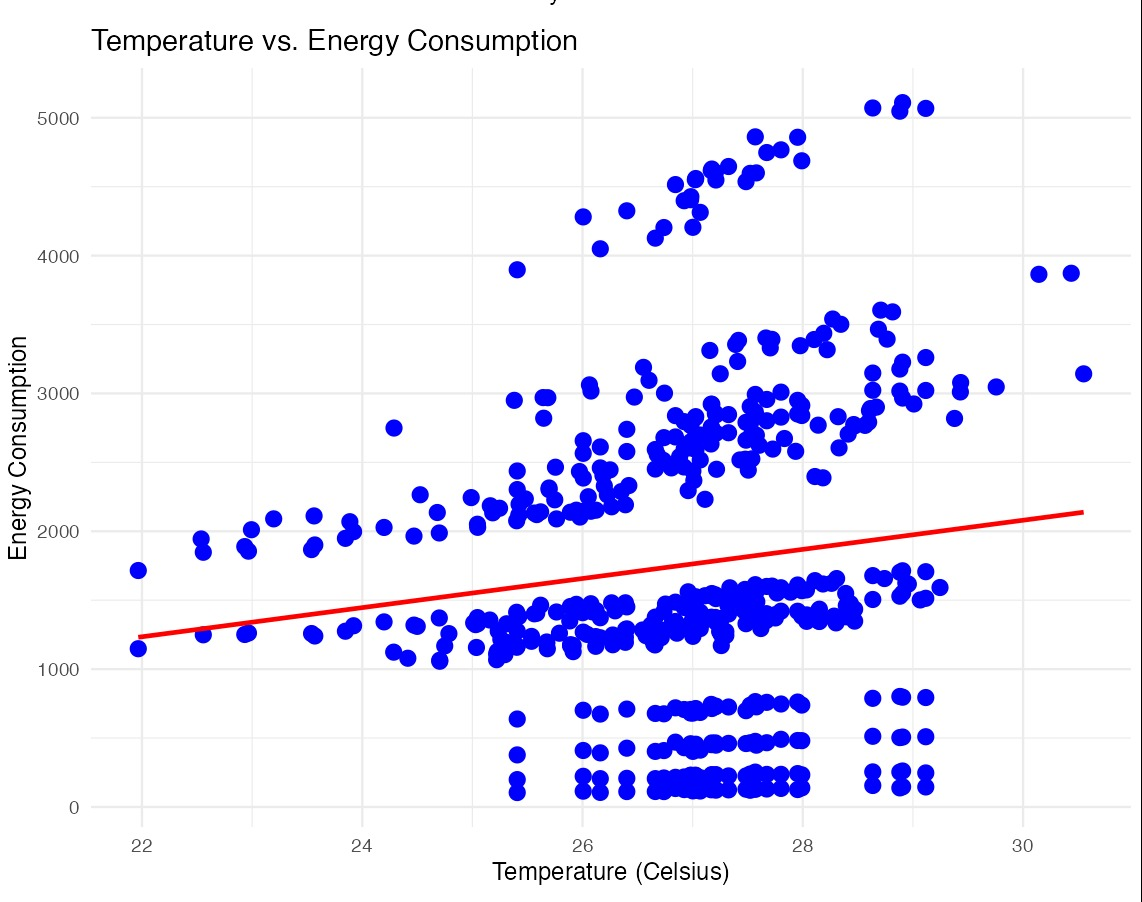 Temperature vs. Energy Consumption
5000
4000
3000
2000
1000
0
Energy Consumption
22 24 26 28 30
Temperature (Celsius)